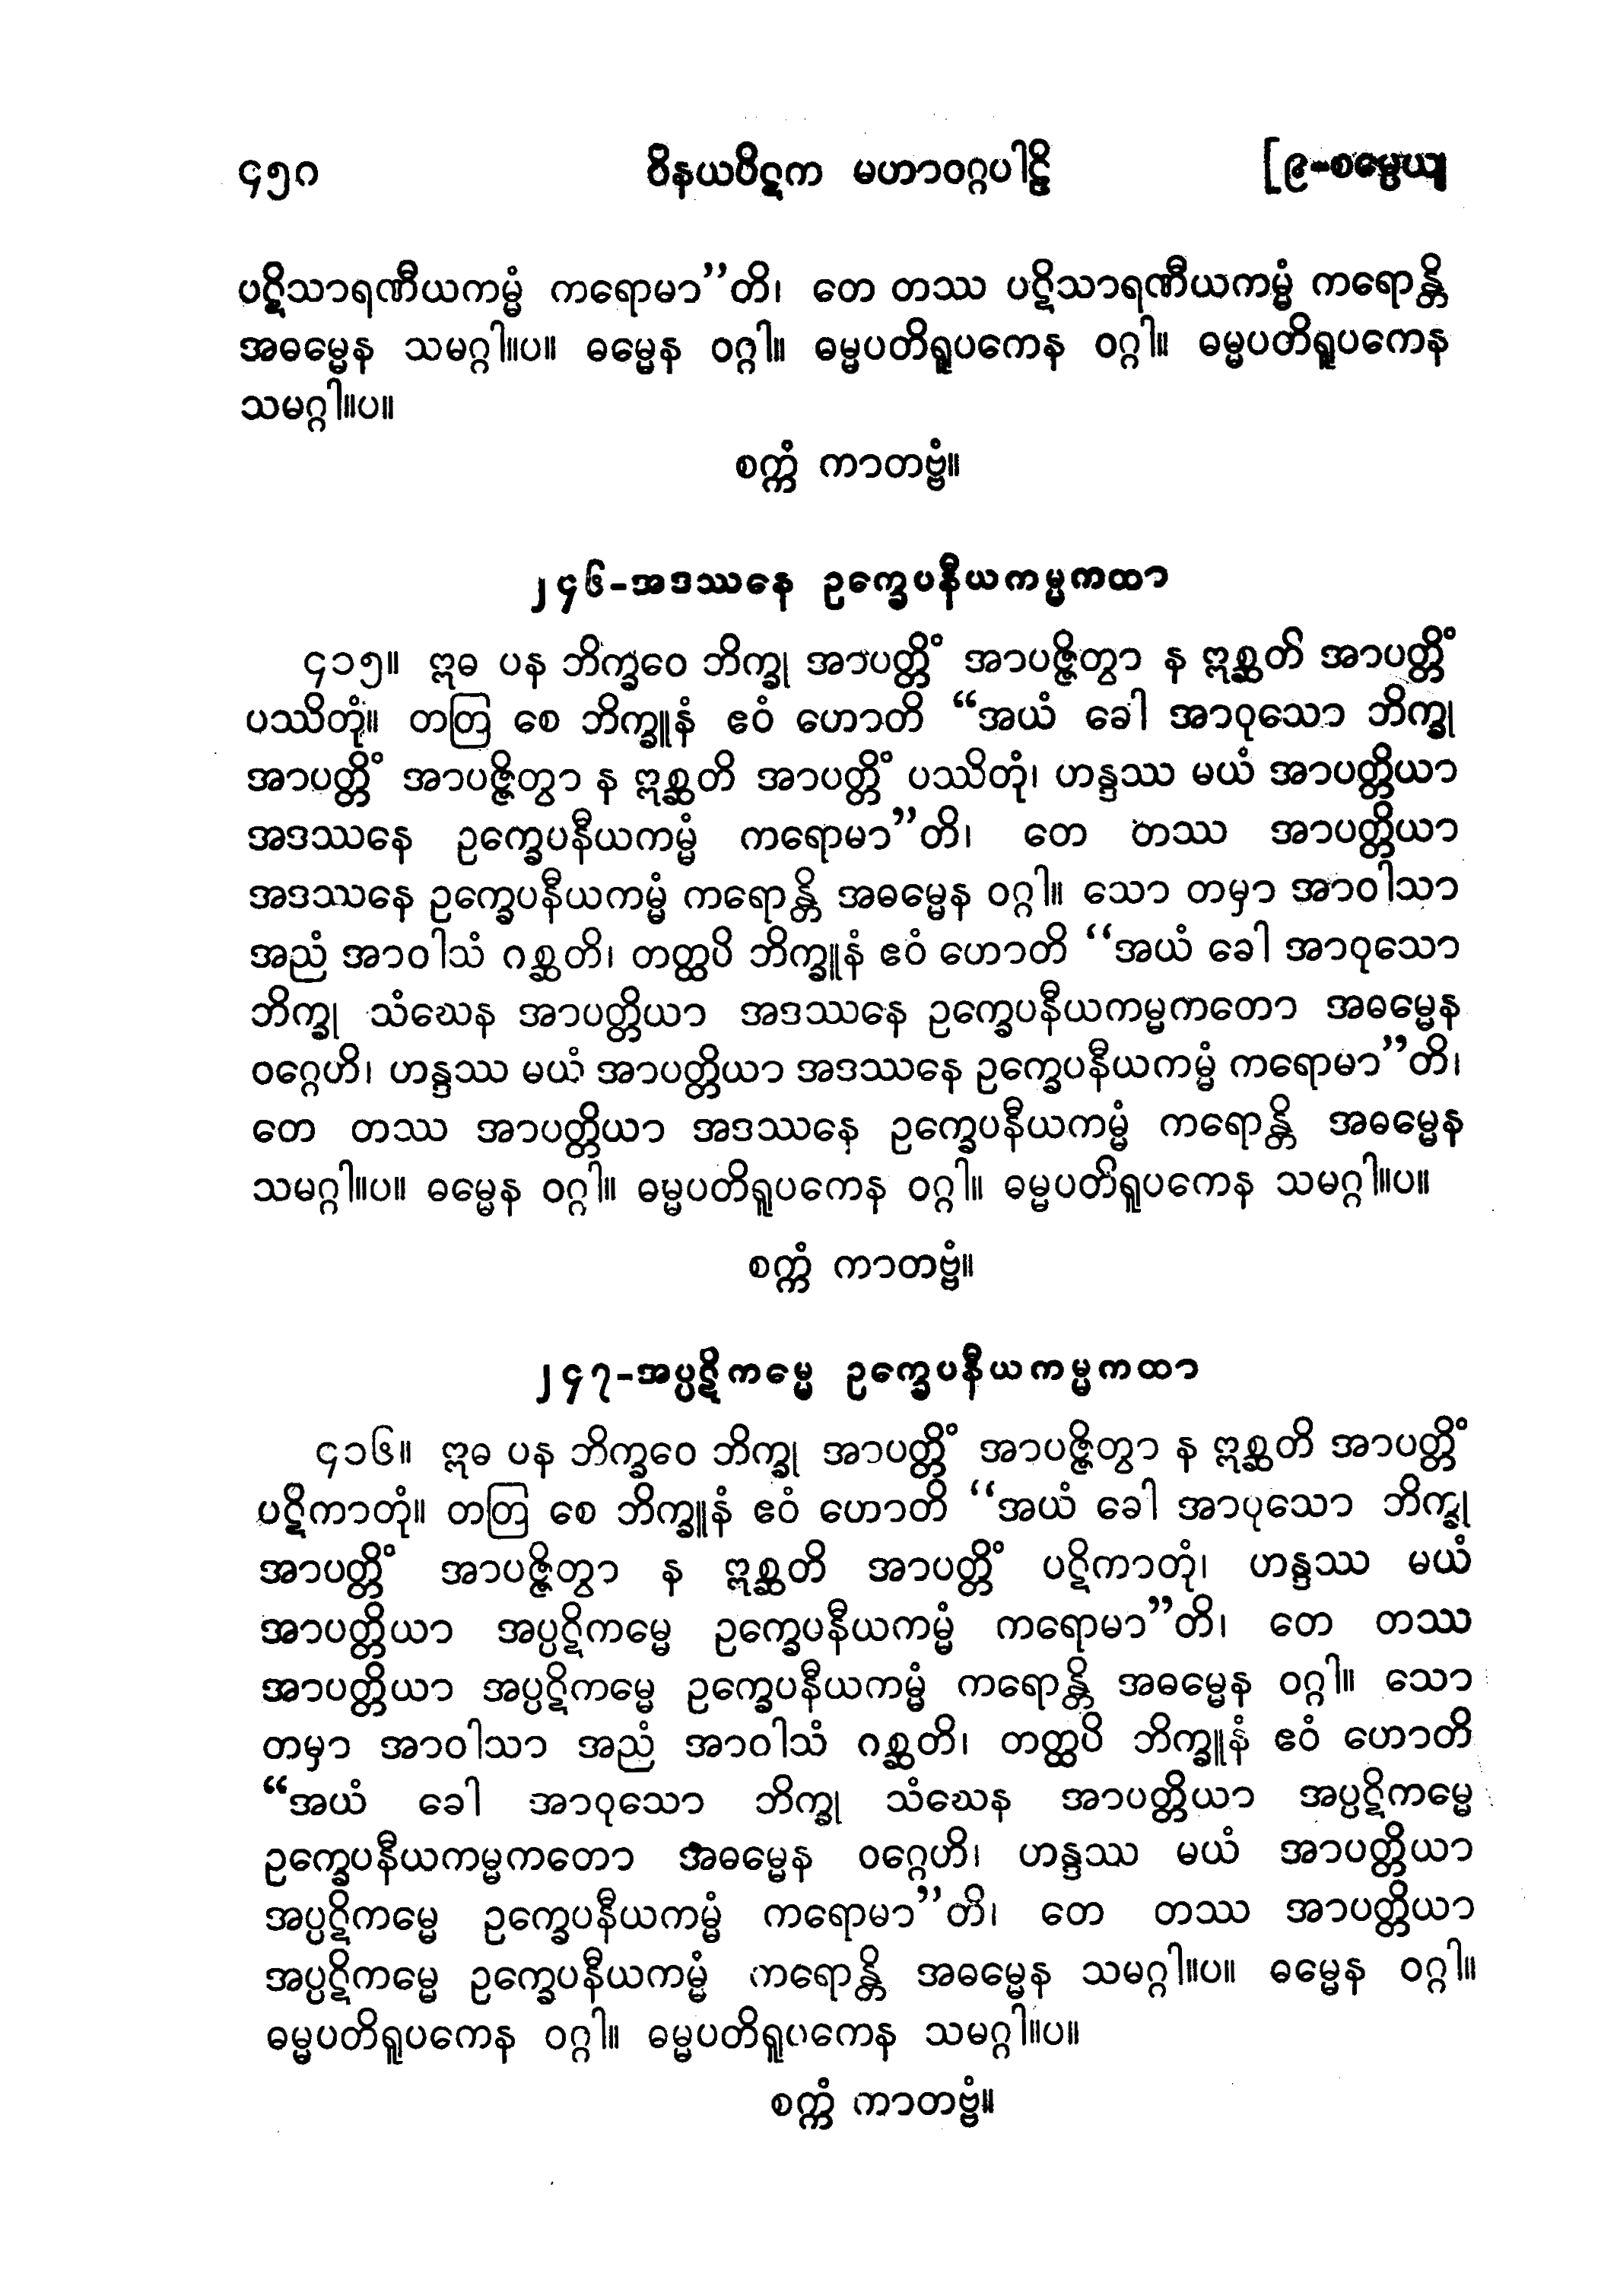 ၄၅၀ ဝိနယပိဋက မဟာဝဂ္ဂပါဠိ [၉-စမ္ပေယျ
ပဋိသာရဏီယကမ္မံ ကရောမာ”တိ၊ တေ တဿ ပဋိသာရဏီယကမ္မံ ကရောန္တိ
အဓမ္မေန သမဂ္ဂါ။ပ။ ဓမ္မေန ဝဂ္ဂါ။ ဓမ္မပတိရူပကေန ဝဂ္ဂါ။ ဓမ္မပတိရူပကေန
သမဂ္ဂါ။ပ။
စက္ကံ ကာတဗ္ဗံ။
၂၄၆-အဒဿနေ ဥက္ခေပနီယကမ္မကထာ
၄၁၅။ ဣဓ ပန ဘိက္ခဝေ ဘိက္ခု အာပတ္တိံ အာပဇ္ဇိတွာ န ဣစ္ဆတိ အာပတ္တိံ
ပဿိတုံ။ တတြ စေ ဘိက္ခူနံ ဧဝံ ဟောတိ “အယံ ခေါ အာဝုသော ဘိက္ခု
အာပတ္တိံ အာပဇ္ဇိတွာ န ဣစ္ဆတိ အာပတ္တိံ ပဿိတုံ၊ ဟန္ဒဿ မယံ အာပတ္တိယာ
အဒဿနေ ဥက္ခေပနီယကမ္မံ ကရောမာ”တိ၊ တေ တဿ အာပတ္တိယာ
အဒဿနေ ဥက္ခေပနီယကမ္မံ ကရောန္တိ အဓမ္မေန ဝဂ္ဂါ။ သော တမှာ အာဝါသာ
အညံ အာဝါသံ ဂစ္ဆတိ၊ တတ္ထပိ ဘိက္ခူနံ ဧဝံ ဟောတိ “အယံ ခေါ အာဝုသော
ဘိက္ခု သံဃေန အာပတ္တိယာ အဒဿနေ ဥက္ခေပနီယကမ္မကတော အဓမ္မေန
ဝဂ္ဂေဟိ၊ ဟန္ဒဿ မယံ အာပတ္တိယာ အဒဿနေ ဥက္ခေပနီယကမ္မံ ကရောမာ”တိ၊
တေ တဿ အာပတ္တိယာ အဒဿနေ ဥက္ခေပနီယကမ္မံ ကရောန္တိ အဓမ္မေန
သမဂ္ဂါ။ပ။ ဓမ္မေန ဝဂ္ဂါ။ ဓမ္မပတိရူပကေန ဝဂ္ဂါ။ ဓမ္မပတိရူပကေန သမဂ္ဂါ။ပ။
စက္ကံ ကာတဗ္ဗံ။
၂၄၇-အပ္ပဋိကမ္မေ ဥက္ခေပနီယကမ္မကထာ
၄၁၆။ ဣဓ ပန ဘိက္ခဝေ ဘိက္ခု အာပတ္တိံ အာပဇ္ဇိတွာ န ဣစ္ဆတိ အာပတ္တိံ
ပဋိကာတုံ။ တတြ စေ ဘိက္ခူနံ ဧဝံ ဟောတိ “အယံ ခေါ အာပုသော ဘိက္ခု
အာပတ္တိံ အာပဇ္ဇိတွာ န ဣစ္ဆတိ အာပတ္တိံ ပဋိကာတုံ၊ ဟန္ဒဿ မယံ
အာပတ္တိယာ အပ္ပဋိကမ္မေ ဥက္ခေပနီယကမ္မံ ကရောမာ”တိ၊ တေ တဿ
အာပတ္တိယာ အပ္ပဋိကမ္မေ ဥက္ခေပနီယကမ္မံ ကရောန္တိ အဓမ္မေန ဝဂ္ဂါ။ သော
တမှာ အာဝါသာ အညံ အာဝါသံ ဂစ္ဆတိ၊ တတ္ထပိ ဘိက္ခူနံ ဧဝံ ဟောတိ
“အယံ ခေါ အာဝုသော ဘိက္ခု သံဃေန အာပတ္တိယာ အပ္ပဋိကမ္မေ
ဥက္ခေပနီယကမ္မကတော အဓမ္မေန ဝဂ္ဂေဟိ၊ ဟန္ဒဿ မယံ အာပတ္တိယာ
အပ္ပဋိကမ္မေ ဥက္ခေပနီယကမ္မံ ကရောမာ”တိ၊ တေ တဿ အာပတ္တိယာ
အပ္ပဋိကမ္မေ ဥက္ခေပနီယကမ္မံ ကရောန္တိ အဓမ္မေန သမဂ္ဂါ။ပ။ ဓမ္မေန ဝဂ္ဂါ။
ဓမ္မပတိရူပကေန ဝဂ္ဂါ။ ဓမ္မပတိရူပကေန သမဂ္ဂါ။ပ။
စက္ကံ ကာတဗ္ဗံ။